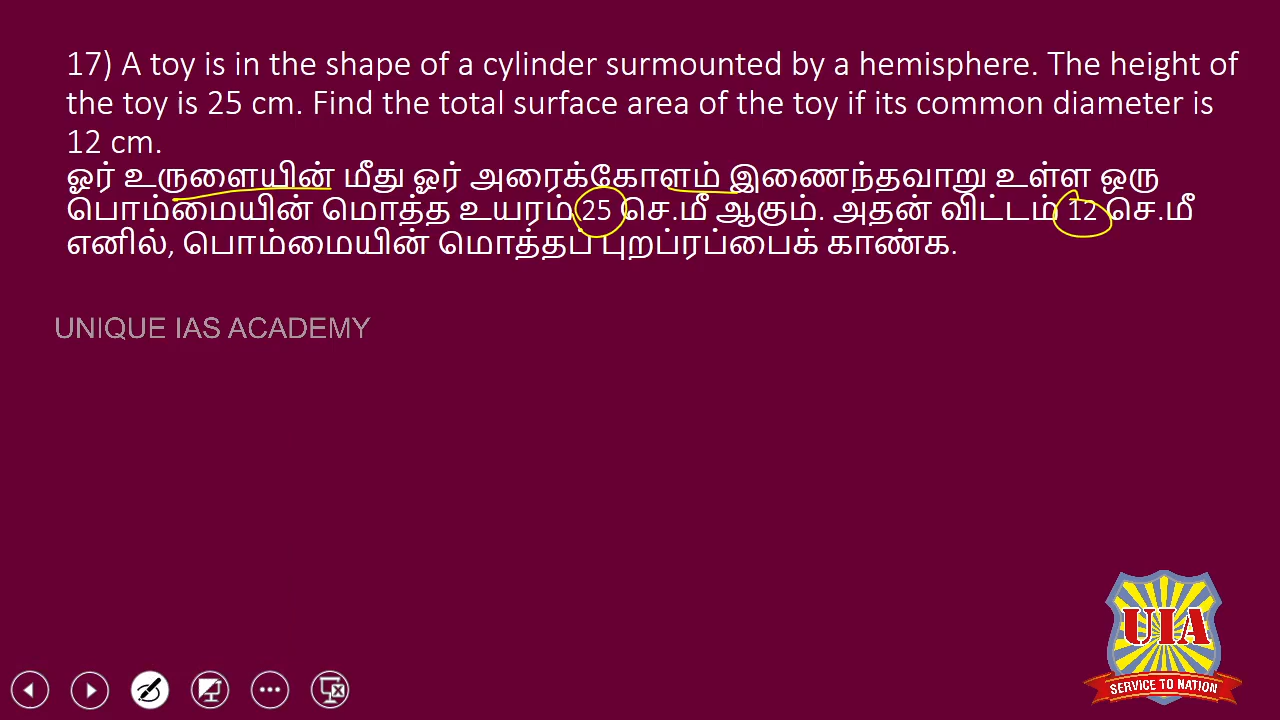 17) A toy is in the shape of a cylinder surmounted by a hemisphere. The height of
the toy is 25 cm. Find the total surface area of the toy if its common diameter is
12 cm.
ஓர் உருளையின் மீது ஓர் அரைக்கோளம் இணைந்தவாறு உள்ள ஒரு
பொம்மையின் மொத்த உயரம் 25 செ.மீ ஆகும். அதன் விட்டம் 12 செ.மீ
எனில், பொம்மையின் மொத்தப் புறப்ரப்பைக் காண்க.
UNIQUE IAS ACADEMY
UIA
SERVICE TO NATION